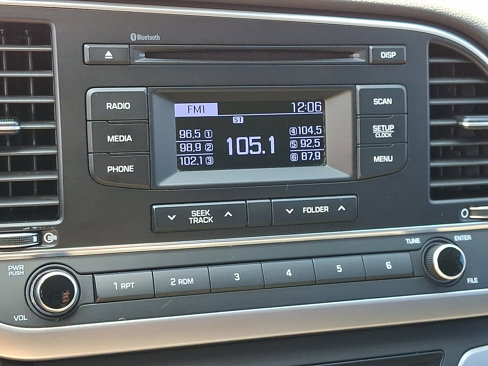 Bluetooth
DISP
RADIO
MEDIA
PHONE
FM1 12:06
ST
96.5 1 4 104.5
98.9 2 105.1 5 92.5
102.1 3 6 87.9
SCAN
SETUP
CLOCK
MENU
SEEK
TRACK
FOLDER
PWR
PUSH
VOL
1 RPT
2 RDM
3
4
5
6
TUNE
ENTER
FILE